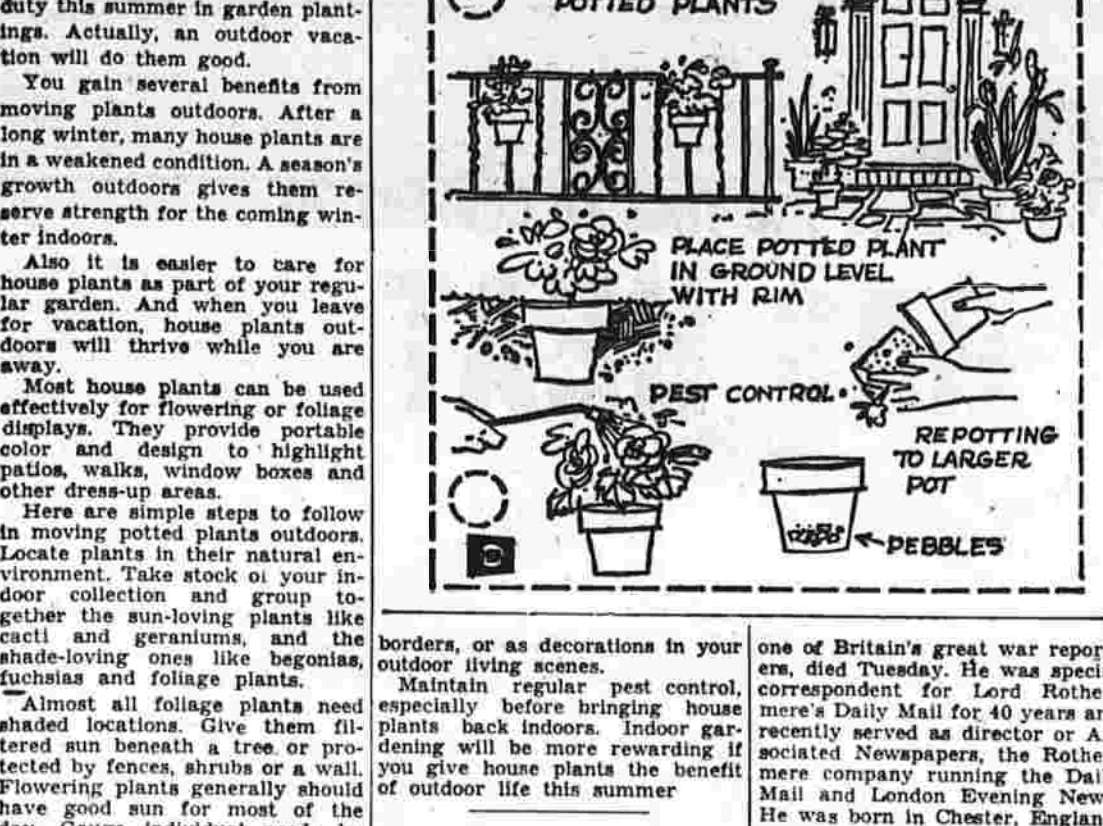 duty this summer in garden plant-
ings. Actually, an outdoor vaca-
tion will do them good.
You gain several benefits from
moving plants outdoors. After a
long winter, many house plants are
in a weakened condition. A season's
growth outdoors gives them re-
serve strength for the coming win-
ter indoors.
Also it is easier to care for
house plants as part of your regu-
lar garden. And when you leave
for vacation, house plants out-
doors will thrive while you are
away.
Most house plants can be used
effectively for flowering or foliage
displays. They provide portable
color and design to highlight
patios, walks, window boxes and
other dress-up areas.
Here are simple steps to follow
in moving potted plants outdoors.
Locate plants in their natural en-
vironment. Take stock of your in-
door collection and group to-
gether the sun-loving plants like
cacti and geraniums, and the
shade-loving ones like begonias,
fuchsias and foliage plants.
Almost all foliage plants need
shaded locations. Give them fil-
tered sun beneath a tree or pro-
tected by fences, shrubs or a wall.
Flowering plants generally should
have good sun for most of the
POTTED PLANTS
PLACE POTTED PLANT
IN GROUND LEVEL
WITH RIM
PEST CONTROL
REPOTTING
TO LARGER
POT
PEBBLES
borders, or as decorations in your
outdoor living scenes.
Maintain regular pest control,
especially before bringing house
plants back indoors. Indoor gar-
dening will be more rewarding if
you give house plants the benefit
of outdoor life this summer
one of Britain's great war repor
ers, died Tuesday. He was speci
correspondent for Lord Rothe
mere's Daily Mail for 40 years an
recently served as director or A
sociated Newspapers, the Rothe
mere company running the Dai
Mail and London Evening New
He was born in Chester, Englan